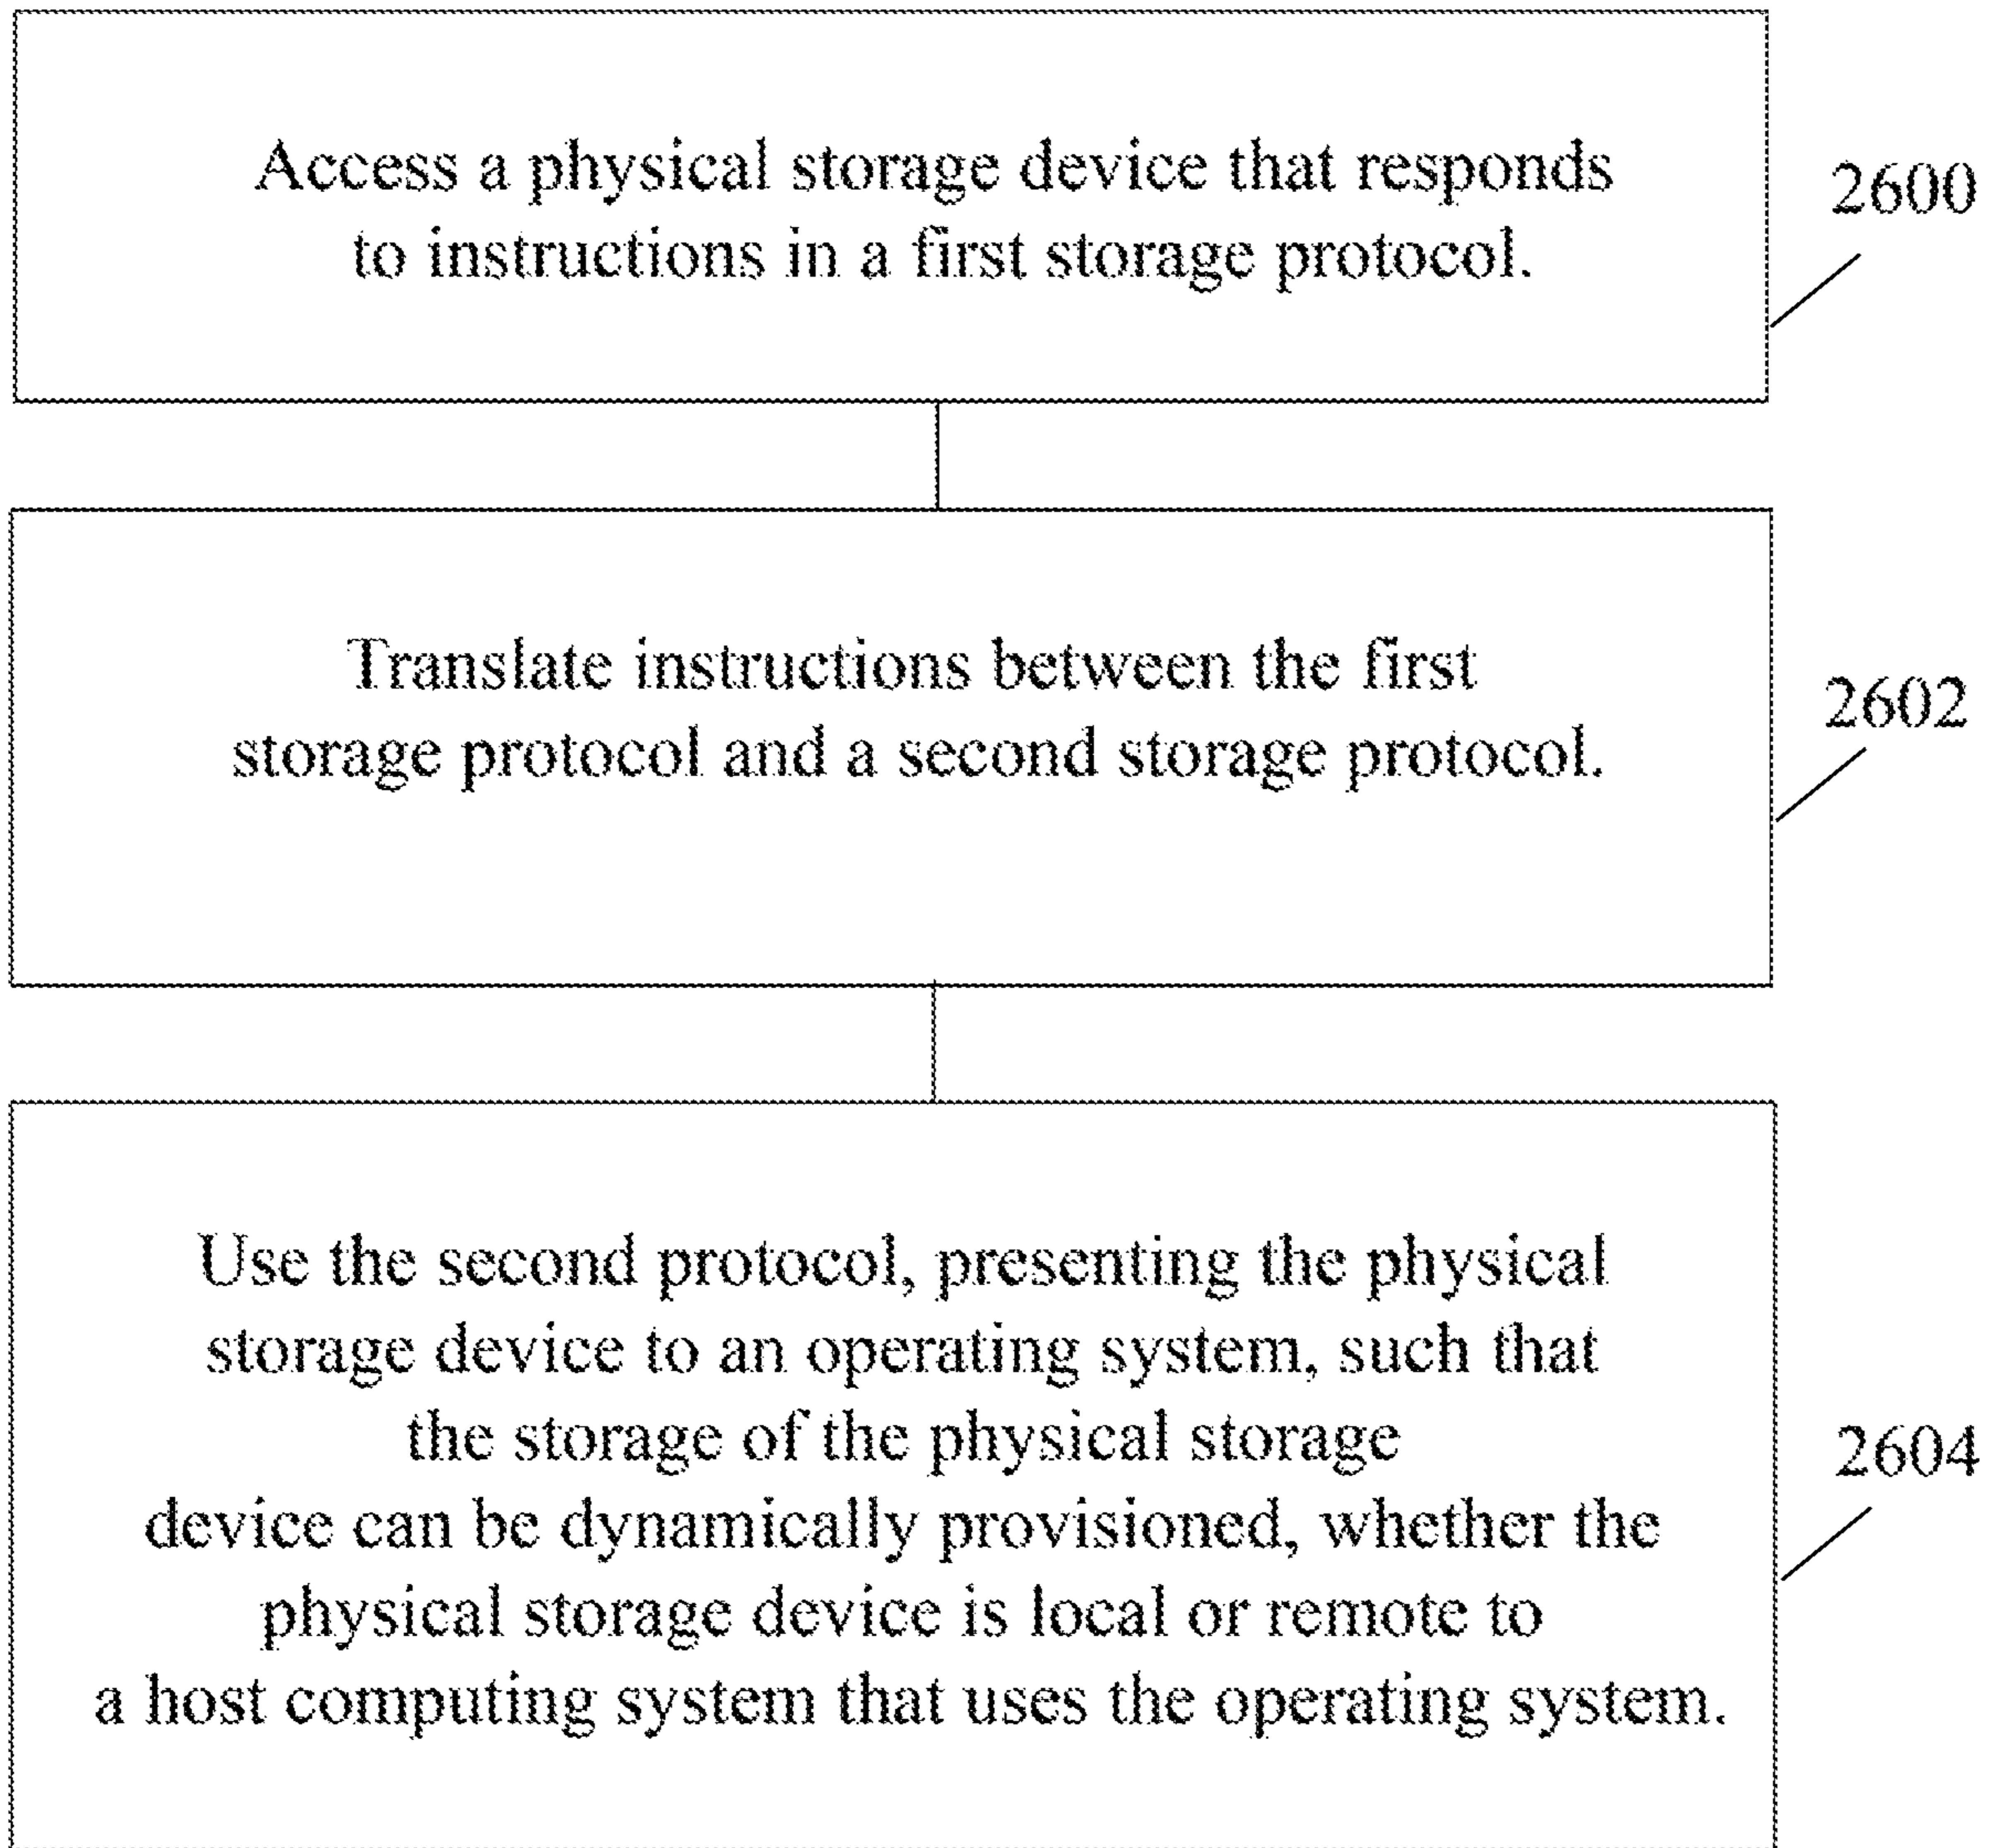 Access a physical storage device that responds
to instructions in a first storage protocol.
2600
Translate instructions between the first
storage protocol and a second storage protocol.
2602
Use the second protocol, presenting the physical
storage device to an operating system, such that
the storage of the physical storage
device can be dynamically provisioned, whether the
physical storage device is local or remote to
a host computing system that uses the operating system.
2604